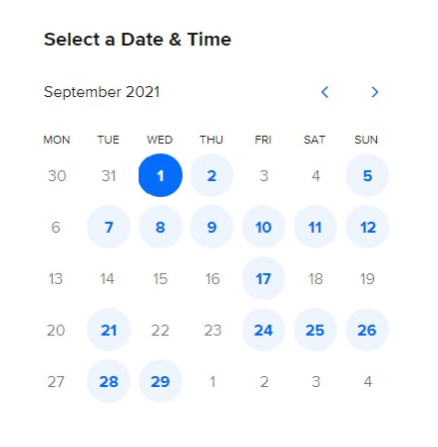 Select a Date & Time
September 2021
MON TUE WED THU FRI SAT SUN
30 31 1 2 3 4 5
6 7 8 9 10 11 12
13 14 15 16 17 18 19
20 21 22 23 24 25 26
27 28 29 1 2 3 4